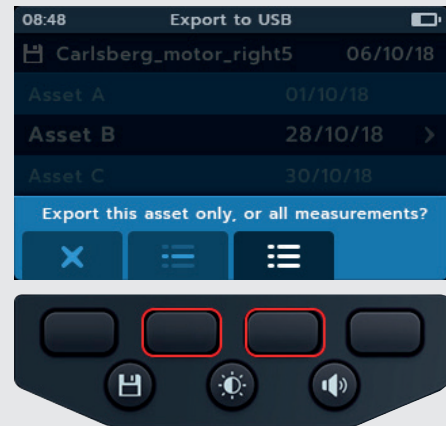 08:48 Export to USB
Carlsberg_motor_right5 06/10/18
Asset A 01/10/18
Asset B 28/10/18
Asset C 30/10/18
Export this asset only, or all measurements?